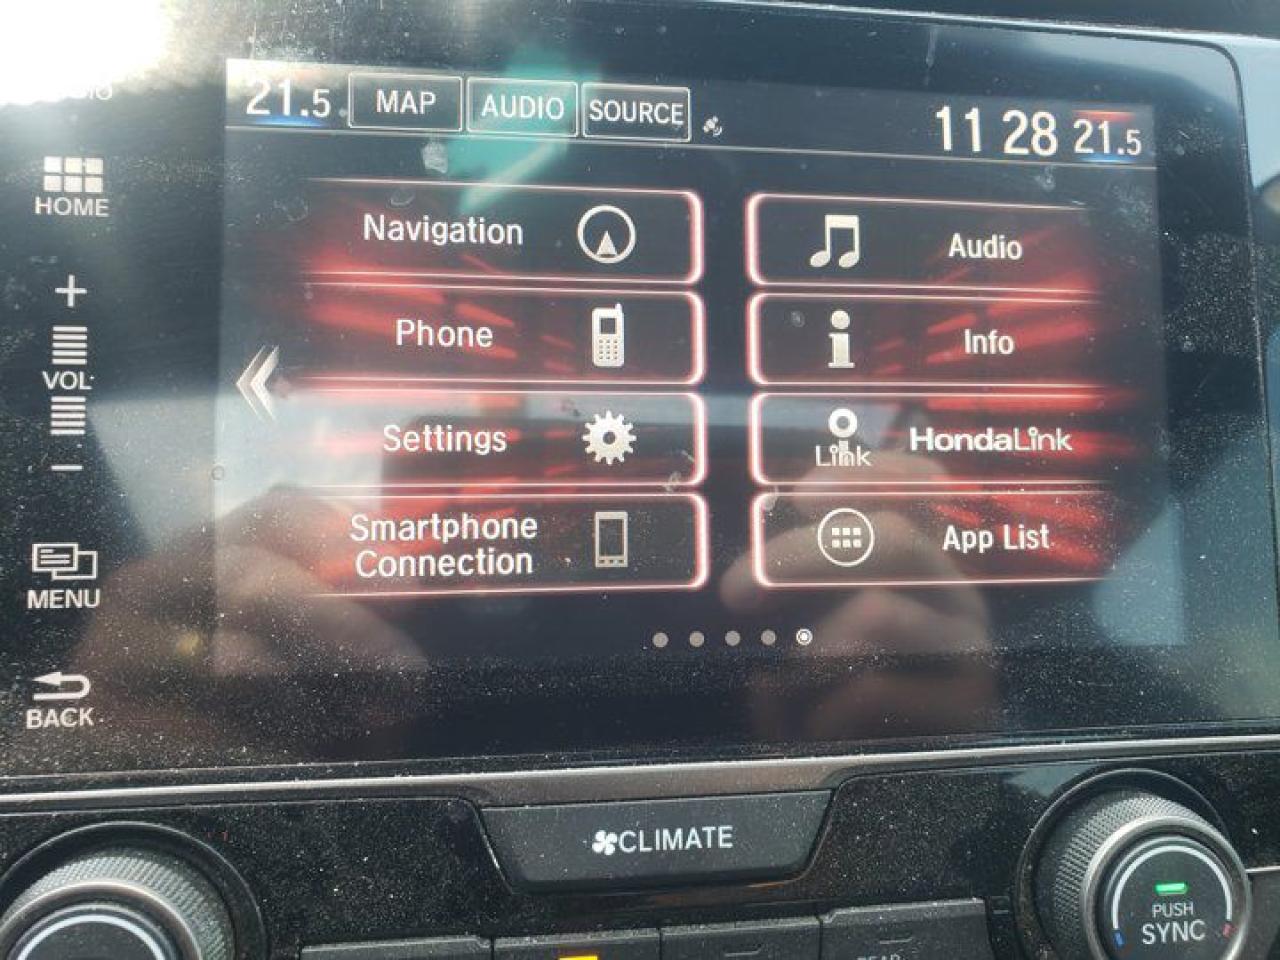 21.5 MAP AUDIO SOURCE 11 28 21.5
HOME
VOL
MENU
BACK
Navigation
Audio
Phone
Info
Settings
Link HondaLink
Smartphone
Connection
App List
CLIMATE
PUSH
SYNC